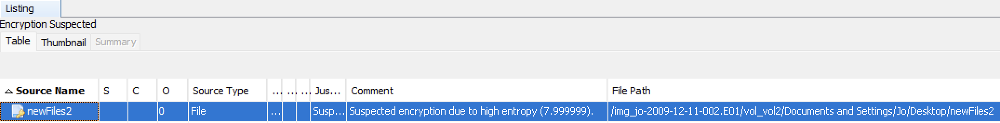 Listing
Encryption Suspected
Table Thumbnail Summary
Source Name S C O Source Type ... ... ... Jus... Comment File Path
newFiles2 0 File ... Susp... Suspected encryption due to high entropy (7.999999). /img_jo-2009-12-11-002.E01/vol_vol2/Documents and Settings/Jo/Desktop/newFiles2